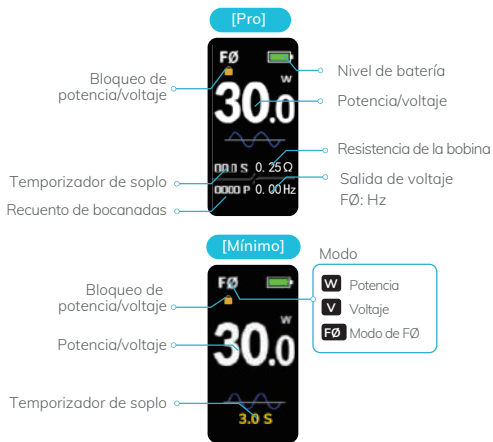 [Pro]
FØ
W
30.0
00.0 S 0.25Ω
0000 P 0.00Hz
Bloqueo de
potencia/voltaje
Temporizador de soplo
Recuento de bocanadas
Nivel de batería
Potencia/voltaje
Resistencia de la bobina
Salida de voltaje
FØ: Hz
[Mínimo]
FØ
W
30.0
3.0 S
Bloqueo de
potencia/voltaje
Potencia/voltaje
Temporizador de soplo
Modo
W Potencia
V Voltaje
FØ Modo de FØ